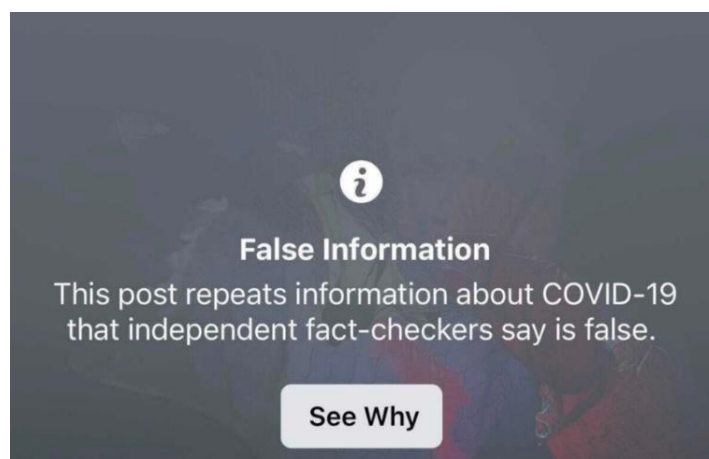 False Information
This post repeats information about COVID-19
that independent fact-checkers say is false.
See Why